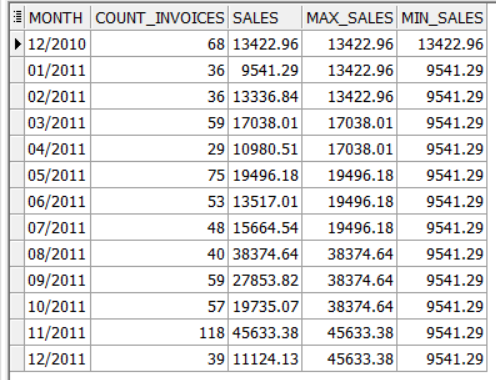 MONTH COUNT_INVOICES SALES MAX_SALES MIN_SALES
12/2010 68 13422.96 13422.96 13422.96
01/2011 36 9541.29 13422.96 9541.29
02/2011 36 13336.84 13422.96 9541.29
03/2011 59 17038.01 17038.01 9541.29
04/2011 29 10980.51 17038.01 9541.29
05/2011 75 19496.18 19496.18 9541.29
06/2011 53 13517.01 19496.18 9541.29
07/2011 48 15664.54 19496.18 9541.29
08/2011 40 38374.64 38374.64 9541.29
09/2011 59 27853.82 38374.64 9541.29
10/2011 57 19735.07 38374.64 9541.29
11/2011 118 45633.38 45633.38 9541.29
12/2011 39 11124.13 45633.38 9541.29